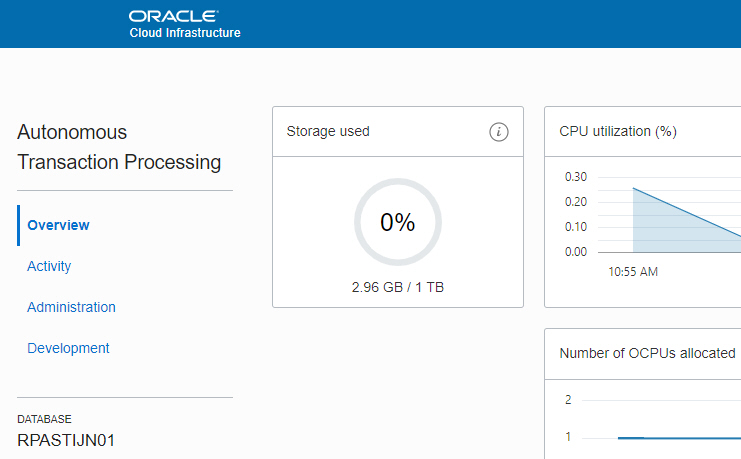 ORACLE
Cloud Infrastructure
Autonomous
Transaction Processing
Overview
Activity
Administration
Development
DATABASE
RPASTIJN01
Storage used
i
0%
2.96 GB / 1 TB
CPU utilization (%)
0.30
0.20
0.10
0.00
10:55 AM
Number of OCPUs allocated
2
1